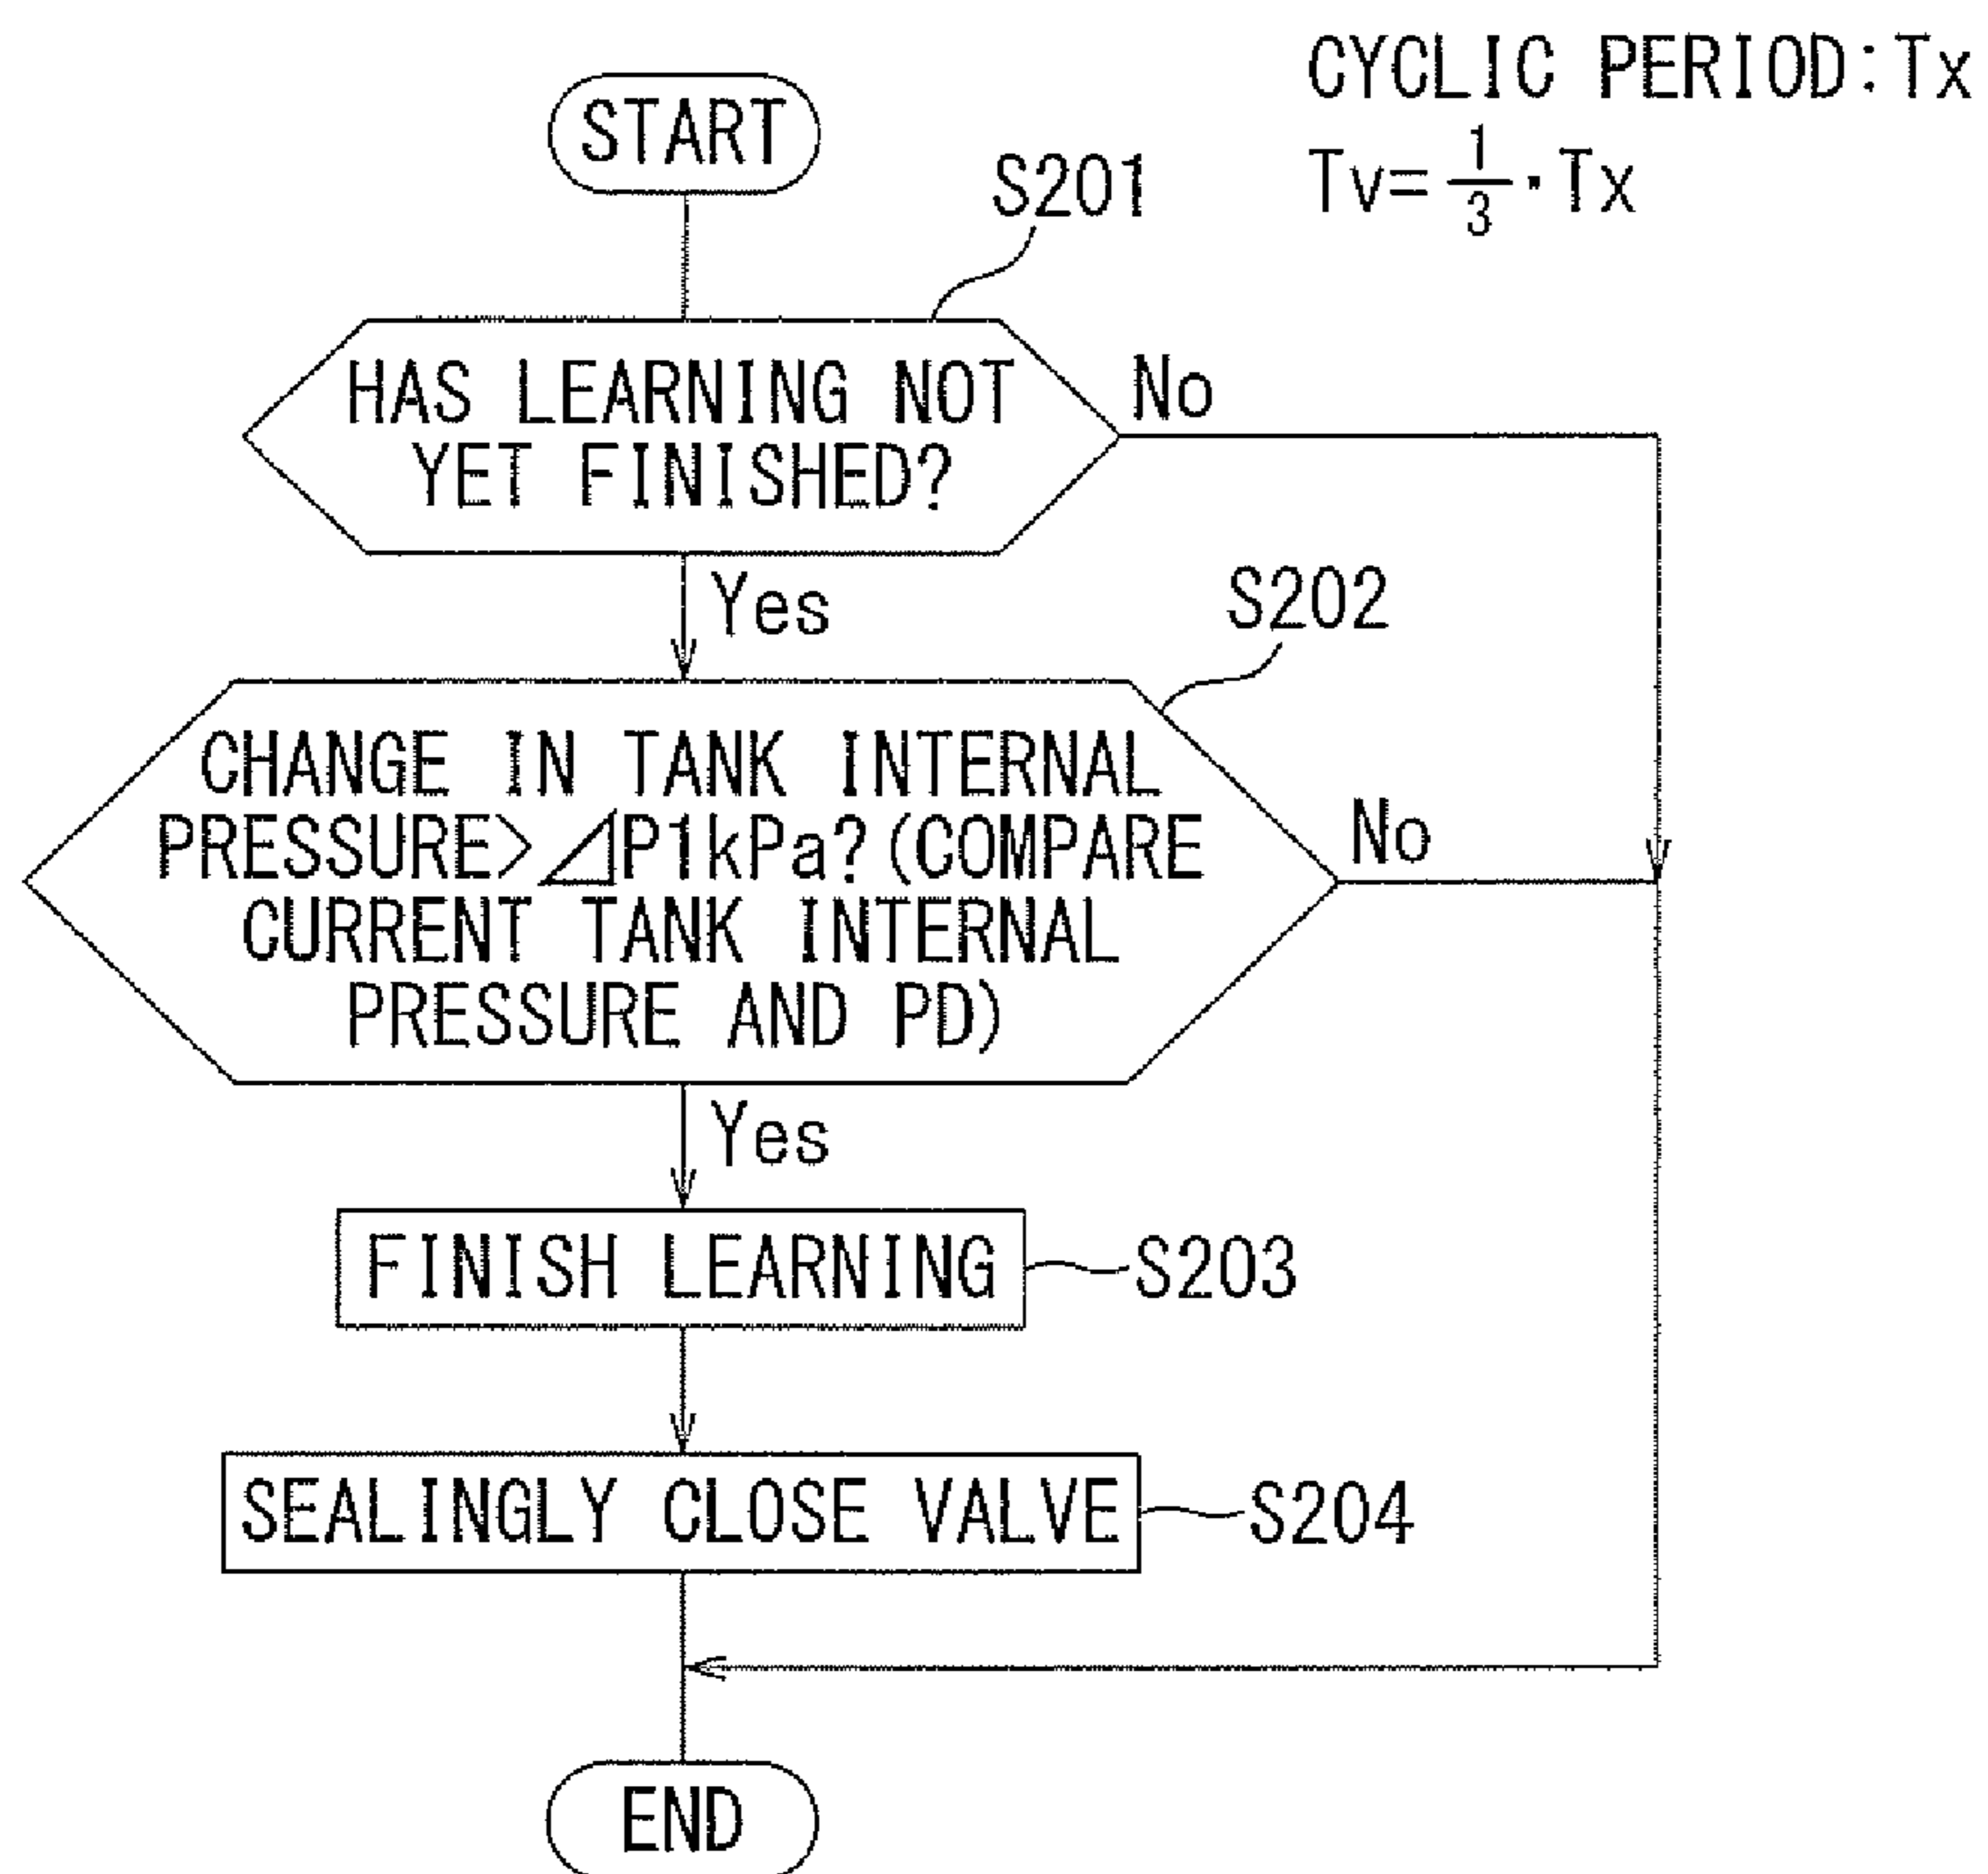 CYCLIC PERIOD:Tx
Tv=1/3·Tx
START
S201
HAS LEARNING NOT
YET FINISHED?
No
Yes
S202
CHANGE IN TANK INTERNAL
PRESSURE>⊿P1kPa?(COMPARE
CURRENT TANK INTERNAL
PRESSURE AND PD)
No
Yes
FINISH LEARNING
S203
SEALINGLY CLOSE VALVE
S204
END